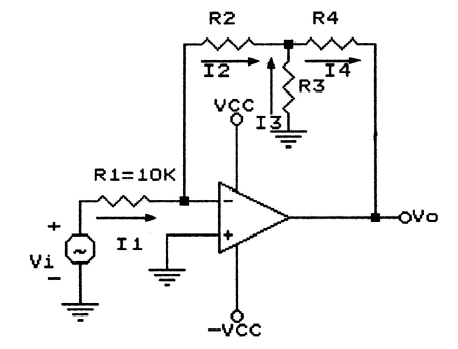 R2 R4
I2 I4
R3
VCC I3
R1=10K
−
+
+ I1
Vi ~
−
Vo
−VCC